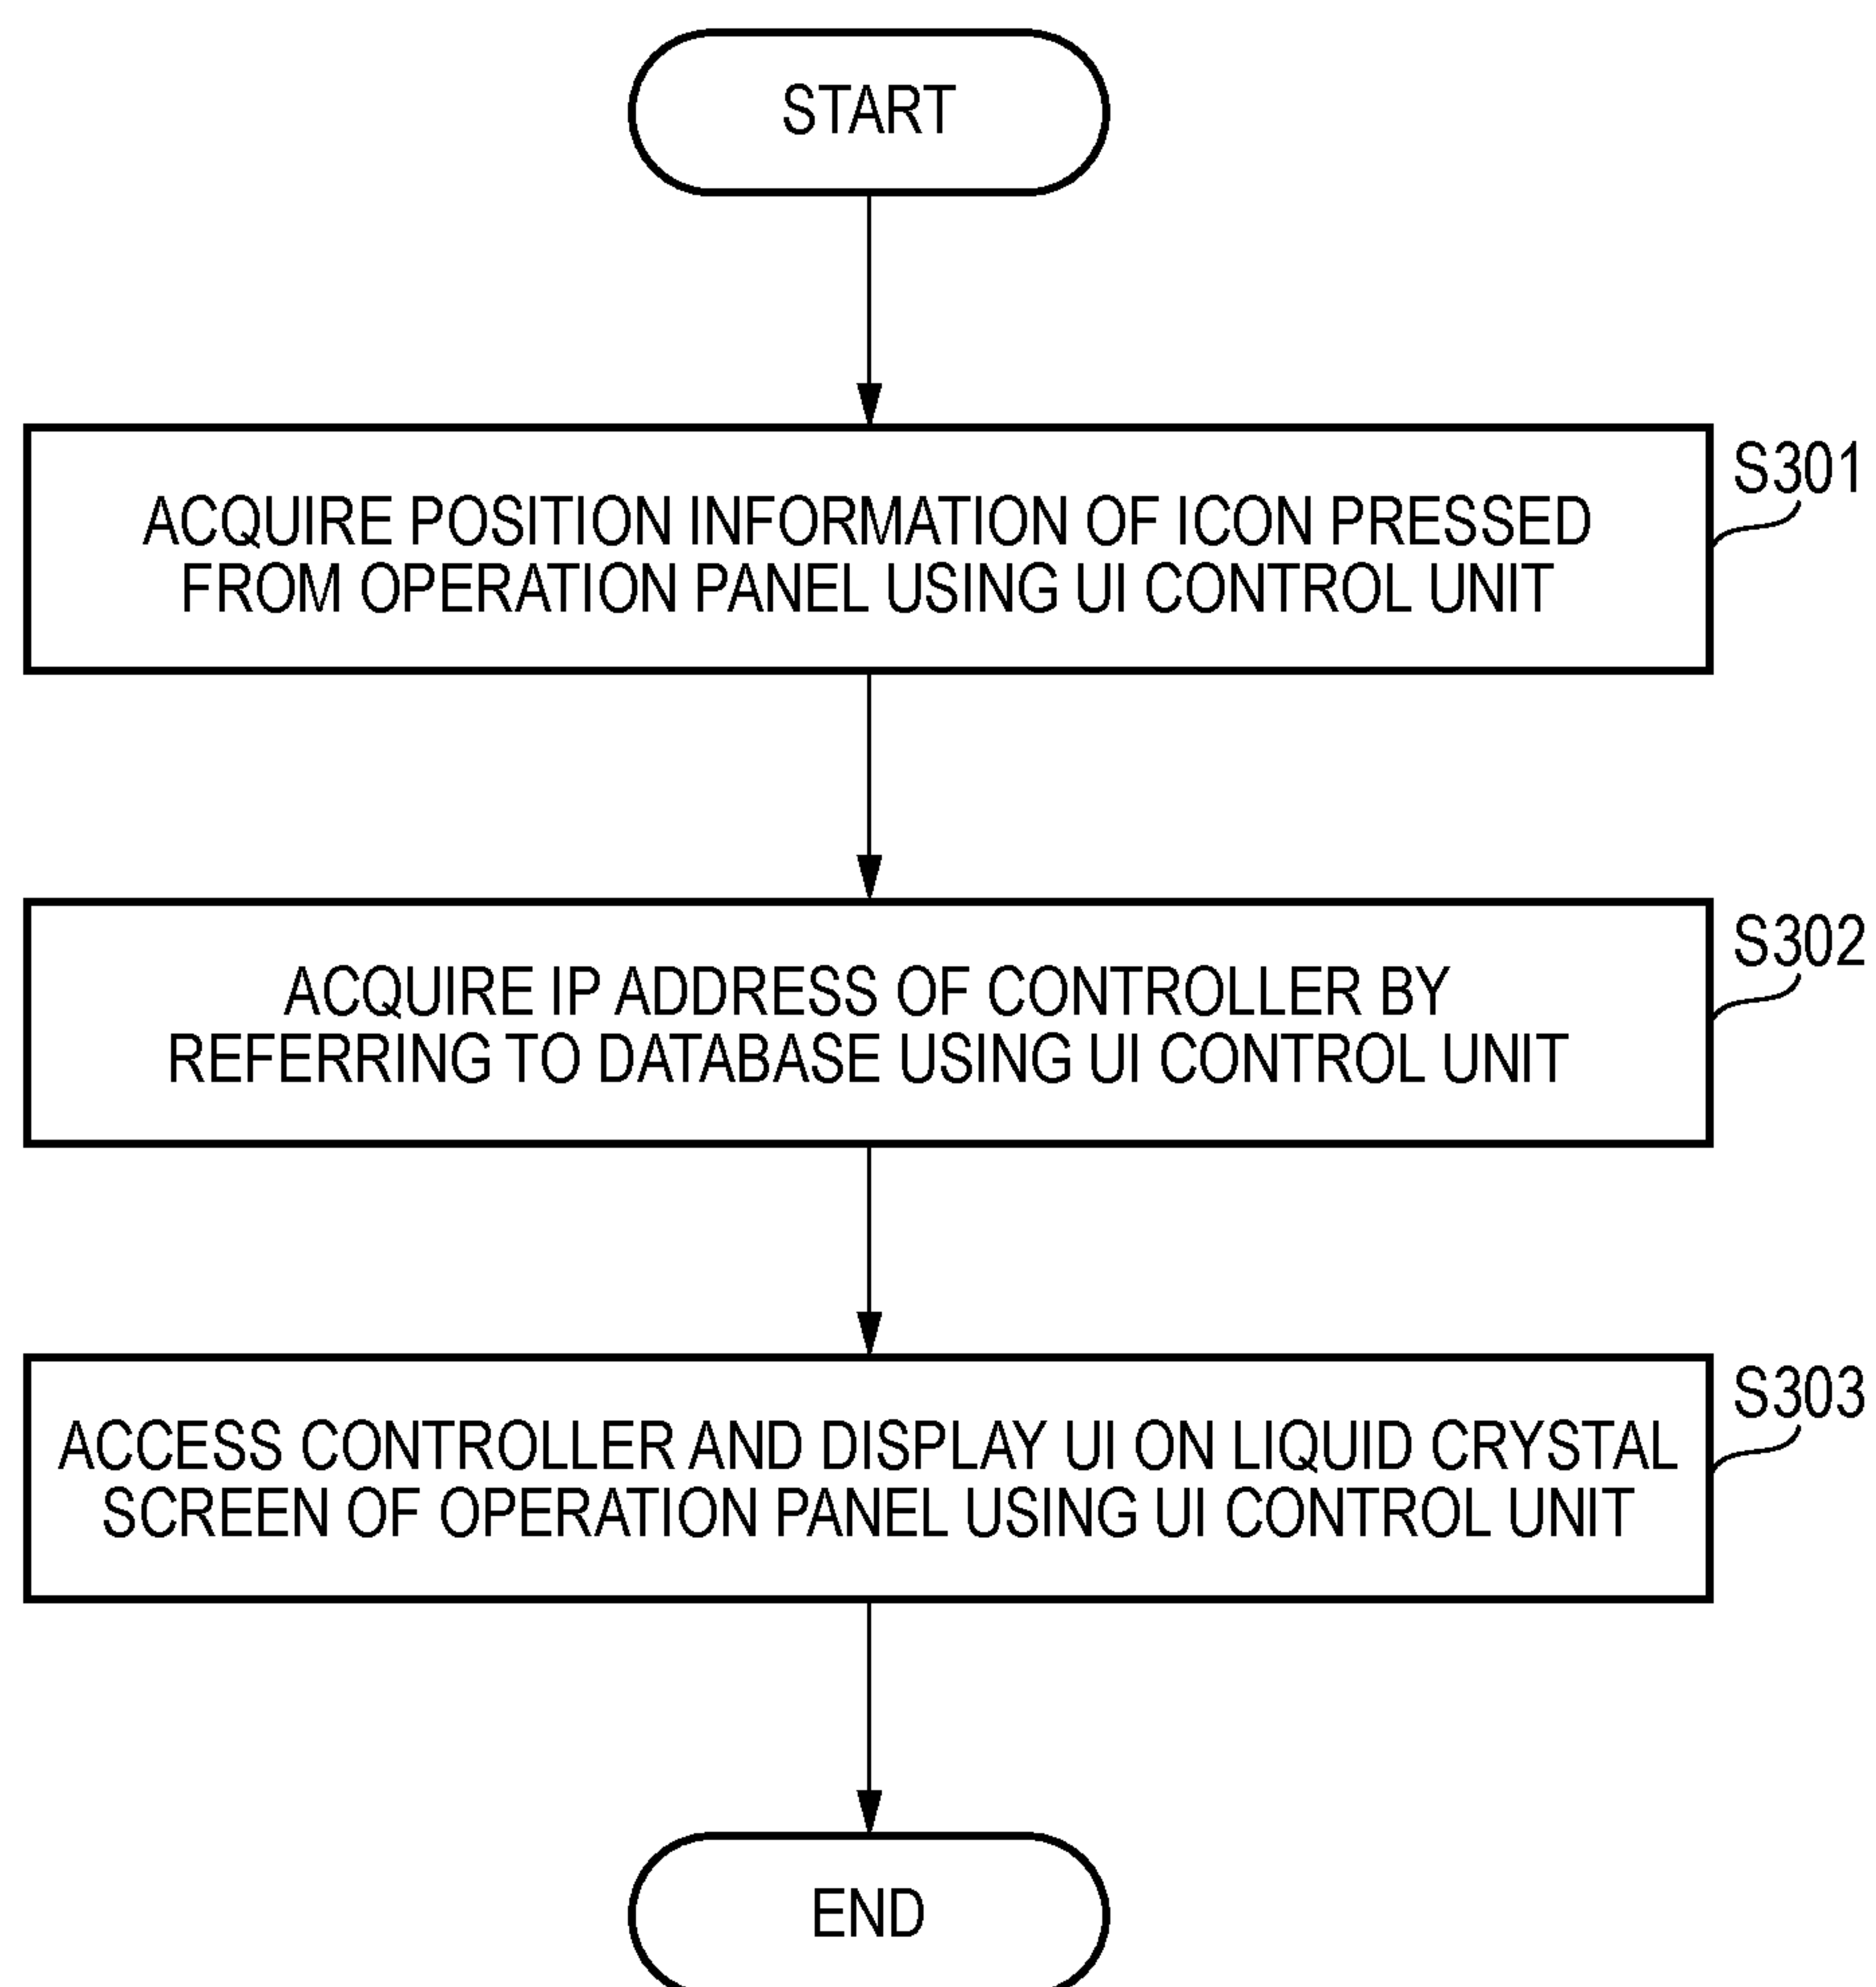 START
S301
ACQUIRE POSITION INFORMATION OF ICON PRESSED
FROM OPERATION PANEL USING UI CONTROL UNIT
S302
ACQUIRE IP ADDRESS OF CONTROLLER BY
REFERRING TO DATABASE USING UI CONTROL UNIT
S303
ACCESS CONTROLLER AND DISPLAY UI ON LIQUID CRYSTAL
SCREEN OF OPERATION PANEL USING UI CONTROL UNIT
END